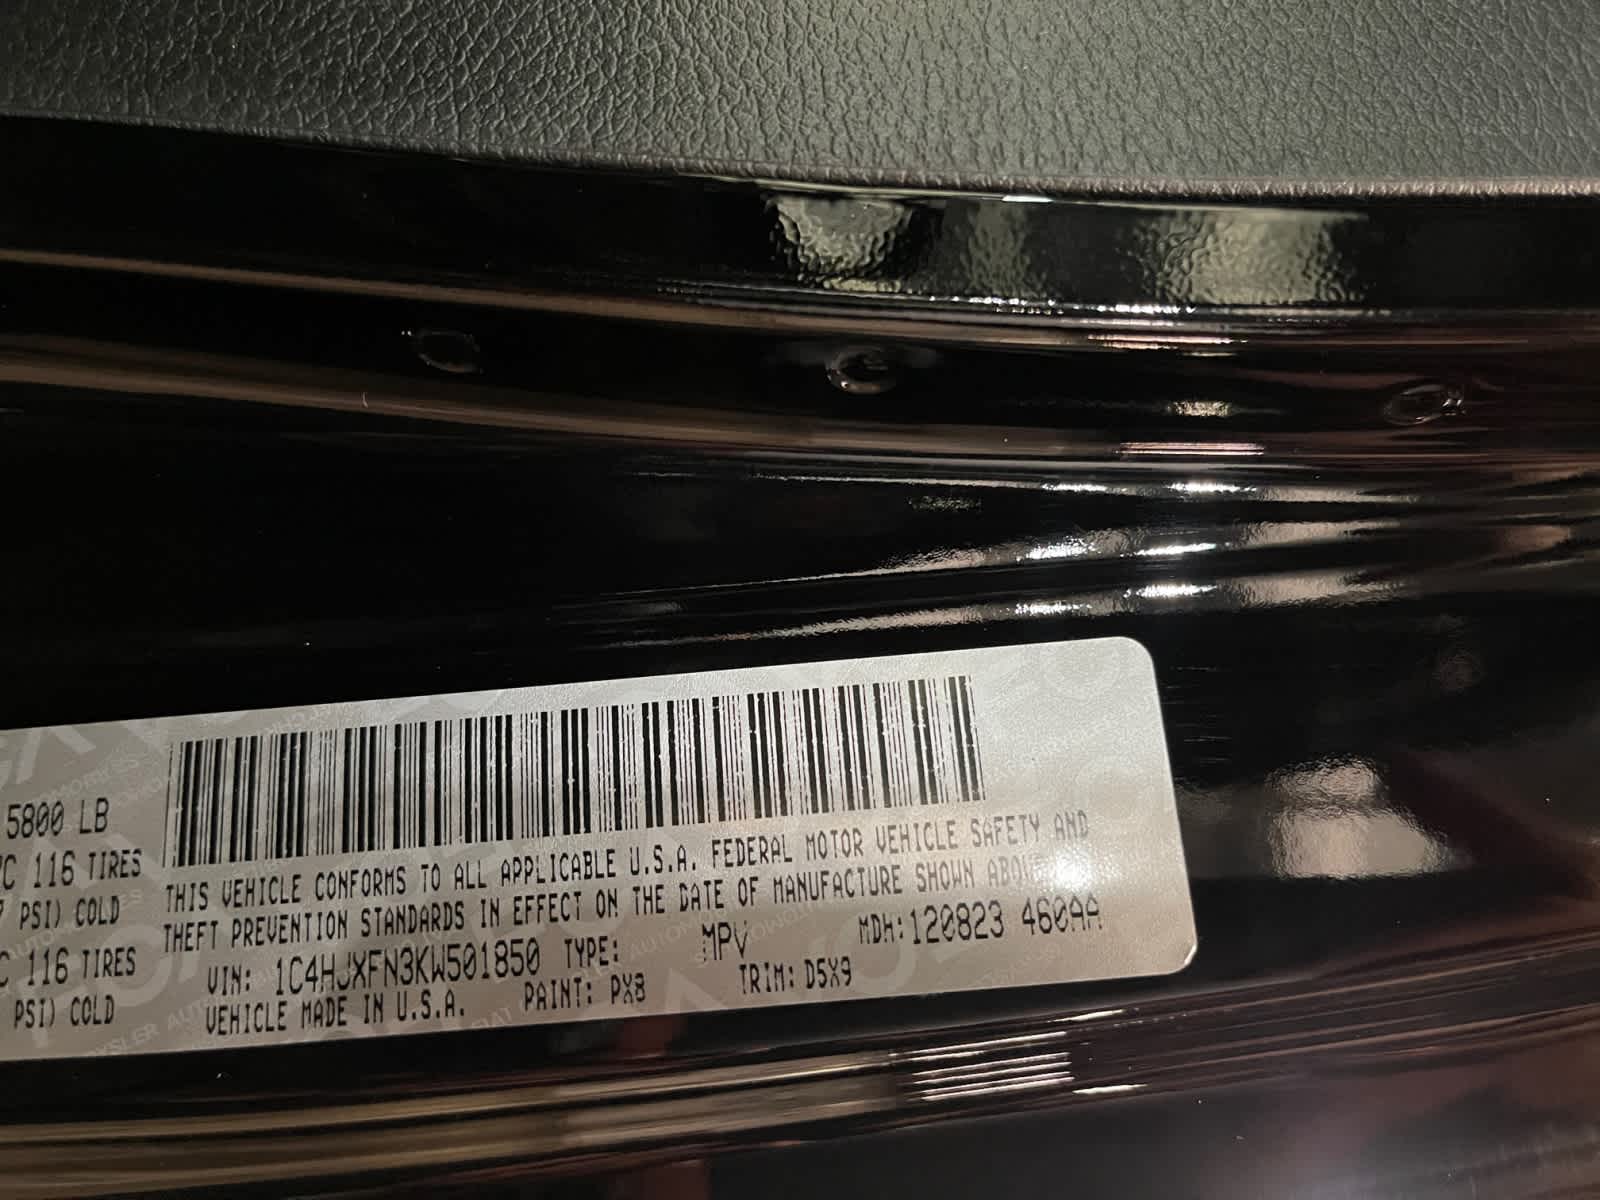 5800 LB
116 TIRES
PSI) COLD
116 TIRES
PSI) COLD
THIS VEHICLE CONFORMS TO ALL APPLICABLE U.S.A. FEDERAL MOTOR VEHICLE SAFETY AND
THEFT PREVENTION STANDARDS IN EFFECT ON THE DATE OF MANUFACTURE SHOWN
VIN: 1C4HJXFN3KW501850 TYPE: MPV MDH: 120823 460AA
VEHICLE MADE IN U.S.A. PAINT: PX8 TRIM: D5X9